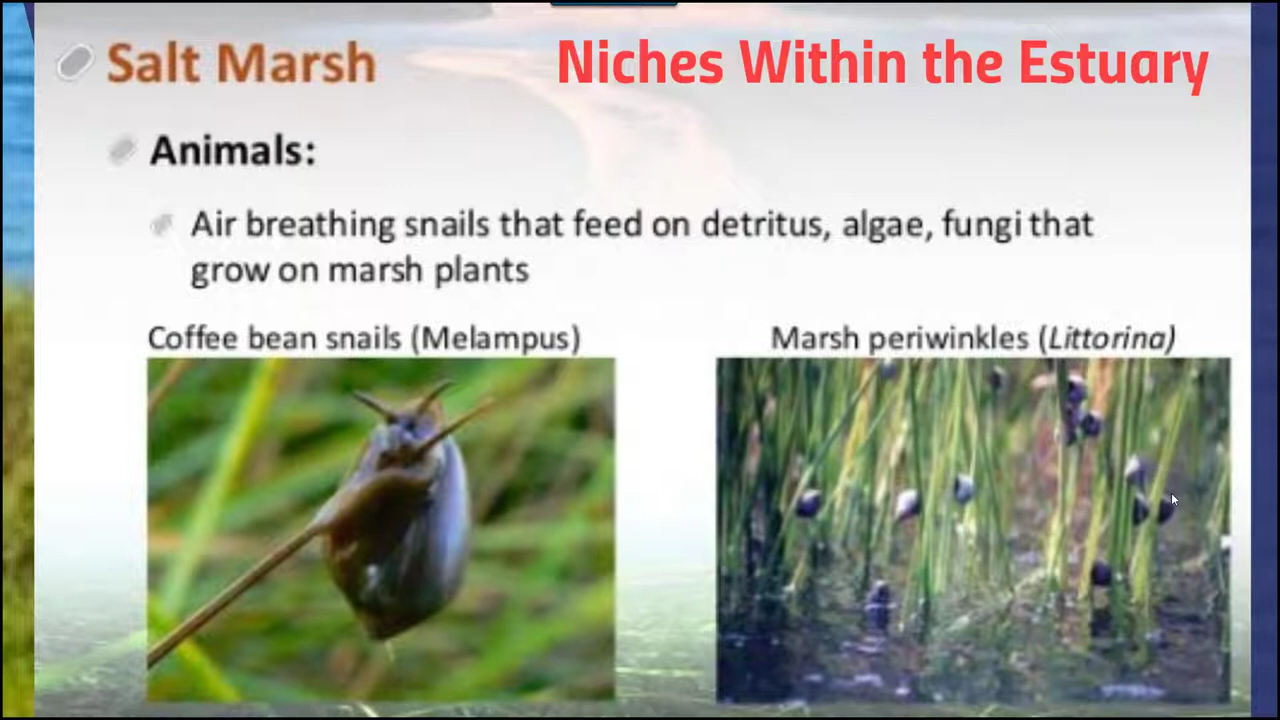 Salt Marsh
Niches Within the Estuary
Animals:
Air breathing snails that feed on detritus, algae, fungi that
grow on marsh plants
Coffee bean snails (Melampus)
Marsh periwinkles (Littorina)